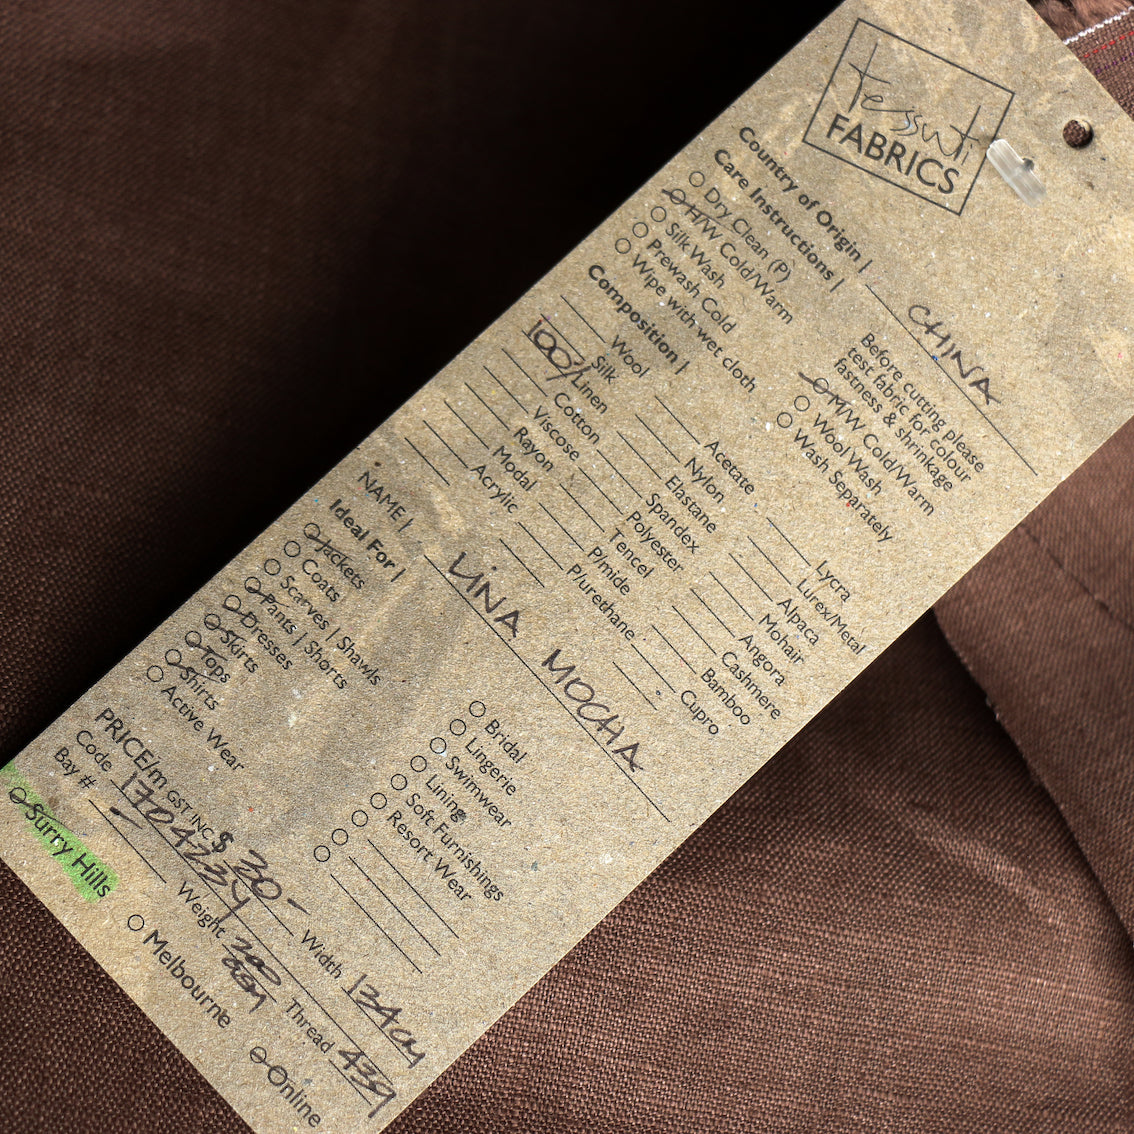 tessuti
FABRICS
Country of Origin | CHINA
Care Instructions |
Dry Clean (P)
H/W Cold/Warm
Silk Wash
Prewash Cold
Wipe with wet cloth
Before cutting please
test fabric for colour
fastness & shrinkage
M/W Cold/Warm
Wool Wash
Wash Separately
Composition |
Wool
Silk
100% Linen
Cotton
Viscose
Rayon
Modal
Acrylic
Acetate
Nylon
Elastane
Spandex
Polyester
Tencel
P/mide
P/urethane
Lycra
Lurex/Metal
Alpaca
Mohair
Angora
Cashmere
Bamboo
Cupro
NAME | LINA MOCHA
Ideal For |
Jackets
Coats
Scarves | Shawls
Pants | Shorts
Dresses
Skirts
Tops
Shirts
Active Wear
Bridal
Lingerie
Swimwear
Lining
Soft Furnishings
Resort Wear
PRICE/m GST INC $ 30- Width 134cm
Code Weight Thread 439
Bay #
Surry Hills
Melbourne
Online